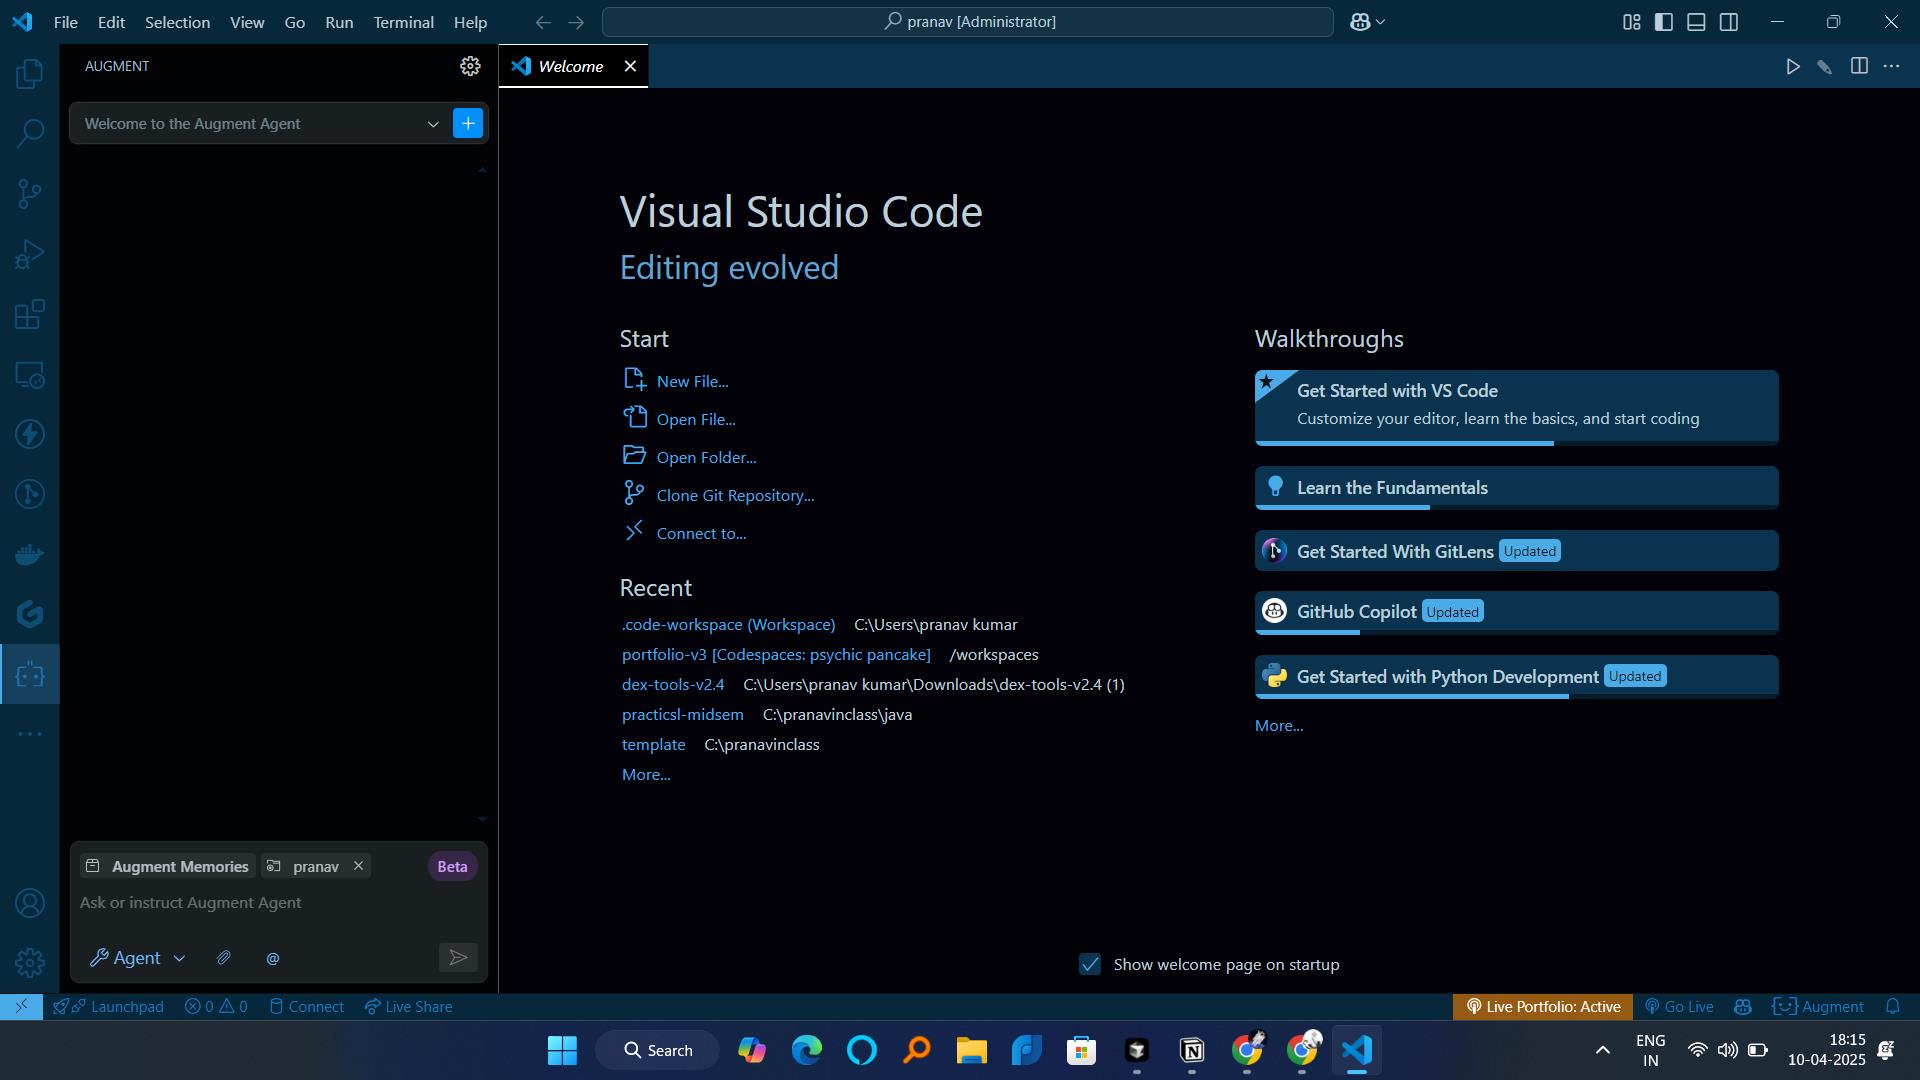 File Edit Selection View Go Run Terminal Help
pranav [Administrator]
AUGMENT
Welcome
Welcome to the Augment Agent
Visual Studio Code
Editing evolved
Start
New File...
Open File...
Open Folder...
Clone Git Repository...
Connect to...
Recent
.code-workspace (Workspace) C:\Users\pranav kumar
portfolio-v3 [Codespaces: psychic pancake] /workspaces
dex-tools-v2.4 C:\Users\pranav kumar\Downloads\dex-tools-v2.4 (1)
practicsl-midsem C:\pranavinclass\java
template C:\pranavinclass
More...
Walkthroughs
Get Started with VS Code
Customize your editor, learn the basics, and start coding
Learn the Fundamentals
Get Started With GitLens Updated
GitHub Copilot Updated
Get Started with Python Development Updated
More...
Augment Memories pranav Beta
Ask or instruct Augment Agent
Agent @
Show welcome page on startup
Launchpad 0 0 Connect Live Share Live Portfolio: Active Go Live Augment
Search
ENG
IN
18:15
10-04-2025